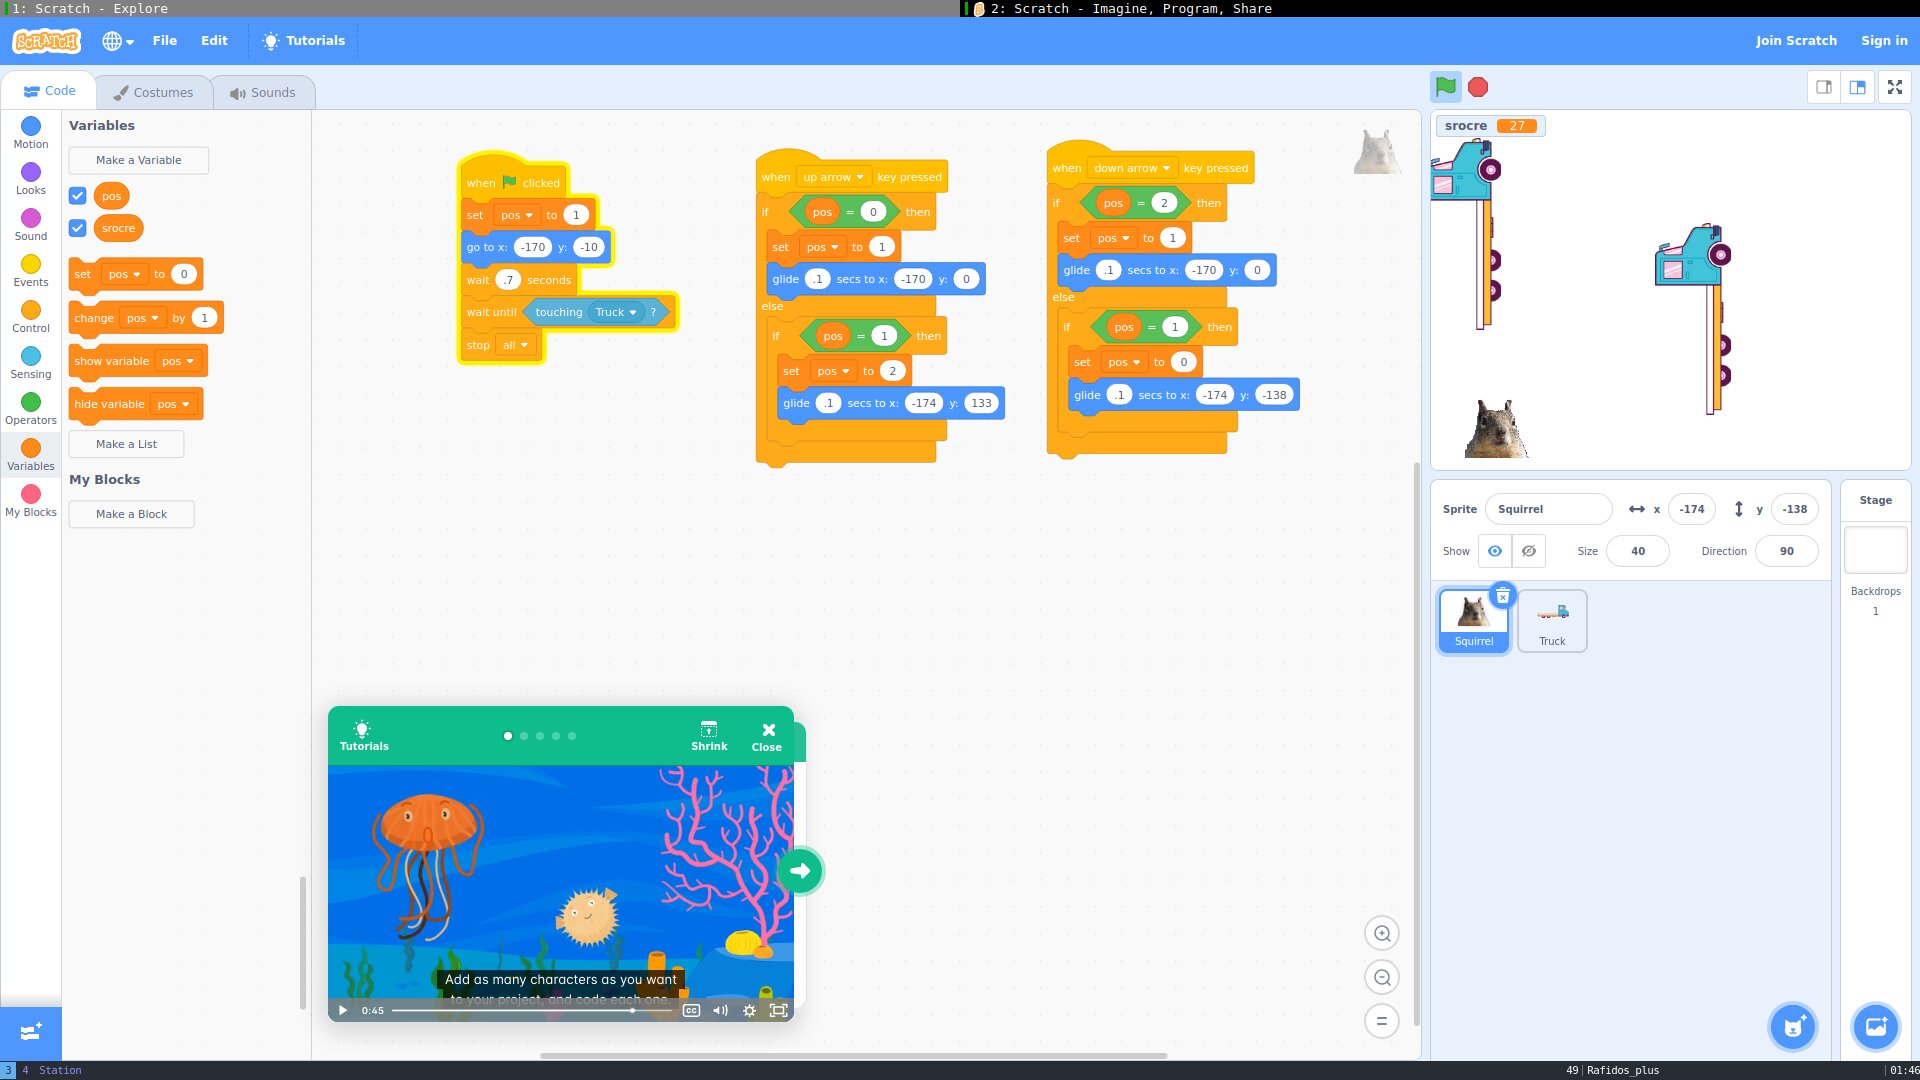 1: Scratch - Explore
2: Scratch - Imagine, Program, Share
SCRATCH
File
Edit
Tutorials
Join Scratch
Sign in
Code
Costumes
Sounds
Motion
Looks
Sound
Events
Control
Sensing
Operators
Variables
My Blocks
Variables
Make a Variable
pos
srocre
set pos to 0
change pos by 1
show variable pos
hide variable pos
Make a List
My Blocks
Make a Block
when clicked
set pos to 1
go to x: -170 y: -10
wait .7 seconds
wait until touching Truck ?
stop all
when up arrow key pressed
if pos = 0 then
set pos to 1
glide .1 secs to x: -170 y: 0
else
if pos = 1 then
set pos to 2
glide .1 secs to x: -174 y: 133
when down arrow key pressed
if pos = 2 then
set pos to 1
glide .1 secs to x: -170 y: 0
else
if pos = 1 then
set pos to 0
glide .1 secs to x: -174 y: -138
Tutorials
Shrink
Close
Add as many characters as you want
to your project, and code each one.
0:45
CC
srocre 27
Sprite Squirrel x -174 y -138
Show Size 40 Direction 90
Squirrel
Truck
Stage
Backdrops
1
3 4 Station
49 Rafidos_plus 01:46